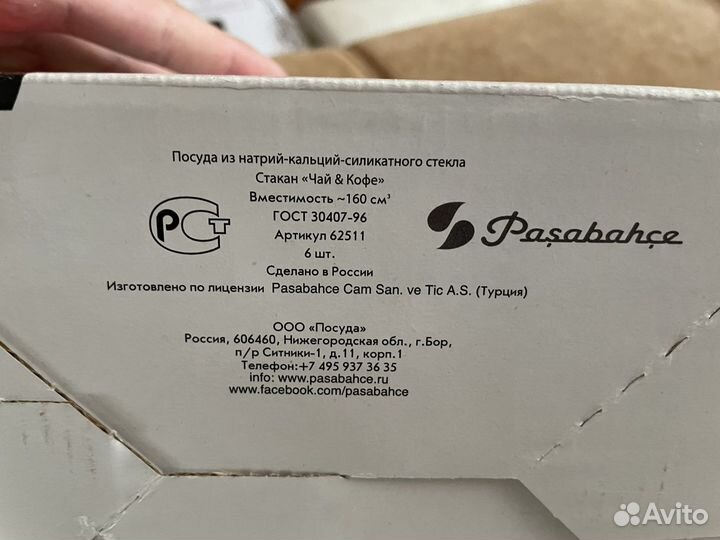 Посуда из натрий-кальций-силикатного стекла
Стакан «Чай & Кофе»
Вместимость ~160 см³
ГОСТ 30407-96
Артикул 62511
6 шт.
Сделано в России
Изготовлено по лицензии Pasabahce Cam San. ve Tic A.S. (Турция)
РСТ
Paşabahçe
ООО «Посуда»
Россия, 606460, Нижегородская обл., г.Бор,
п/р Ситники-1, д.11, корп.1
Телефон:+7 495 937 36 35
info: www.pasabahce.ru
www.facebook.com/pasabahce
Avito